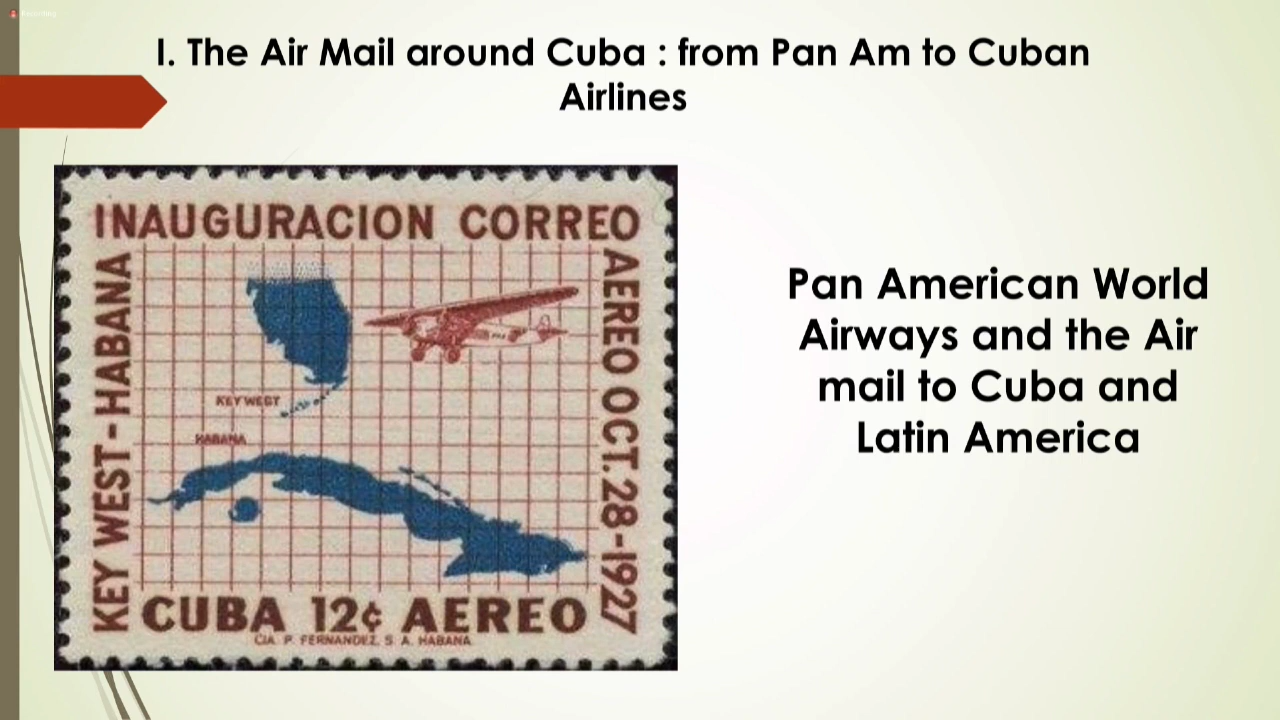 I. The Air Mail around Cuba : from Pan Am to Cuban
Airlines
INAUGURACION CORREO
AEREO OCT. 28-1927
KEY WEST - HABANA
KEY WEST
HABANA
CUBA 12¢ AEREO
CIA. P. FERNANDEZ, S. A. HABANA
Pan American World
Airways and the Air
mail to Cuba and
Latin America